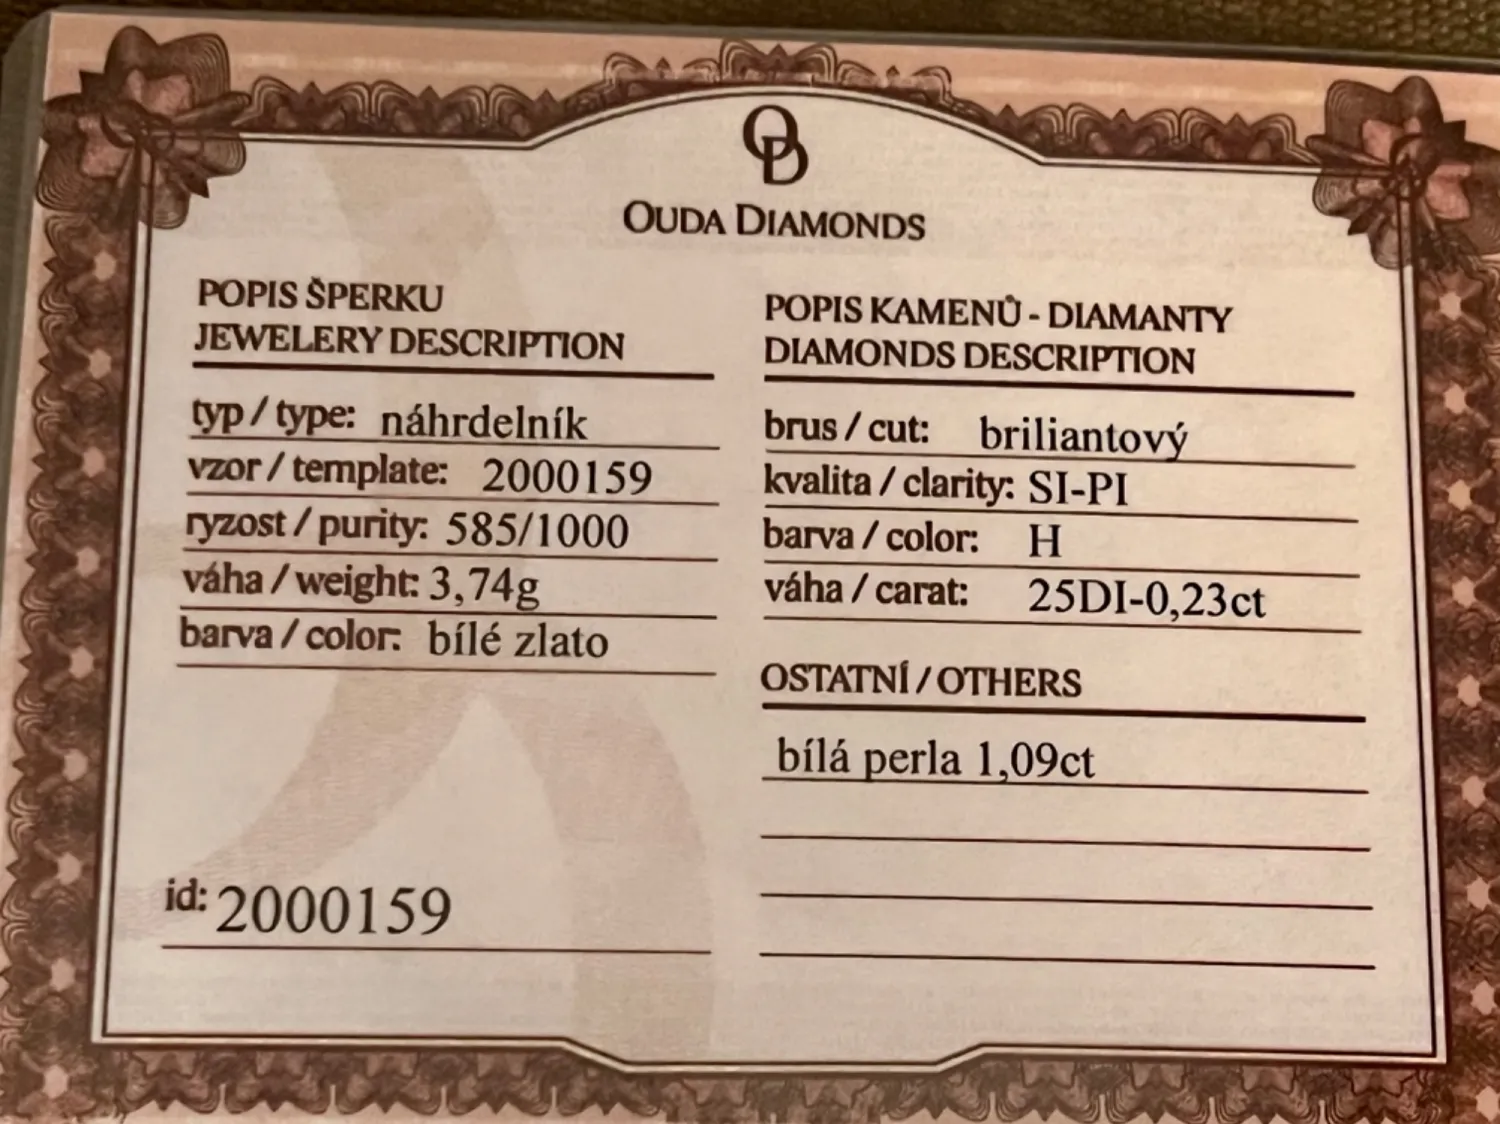 OD
OUDA DIAMONDS
POPIS ŠPERKU
JEWELERY DESCRIPTION
typ / type: náhrdelník
vzor / template: 2000159
ryzost / purity: 585/1000
váha / weight: 3,74g
barva / color: bílé zlato
id: 2000159
POPIS KAMENŮ - DIAMANTY
DIAMONDS DESCRIPTION
brus / cut: briliantový
kvalita / clarity: SI-PI
barva / color: H
váha / carat: 25DI-0,23ct
OSTATNÍ / OTHERS
bílá perla 1,09ct